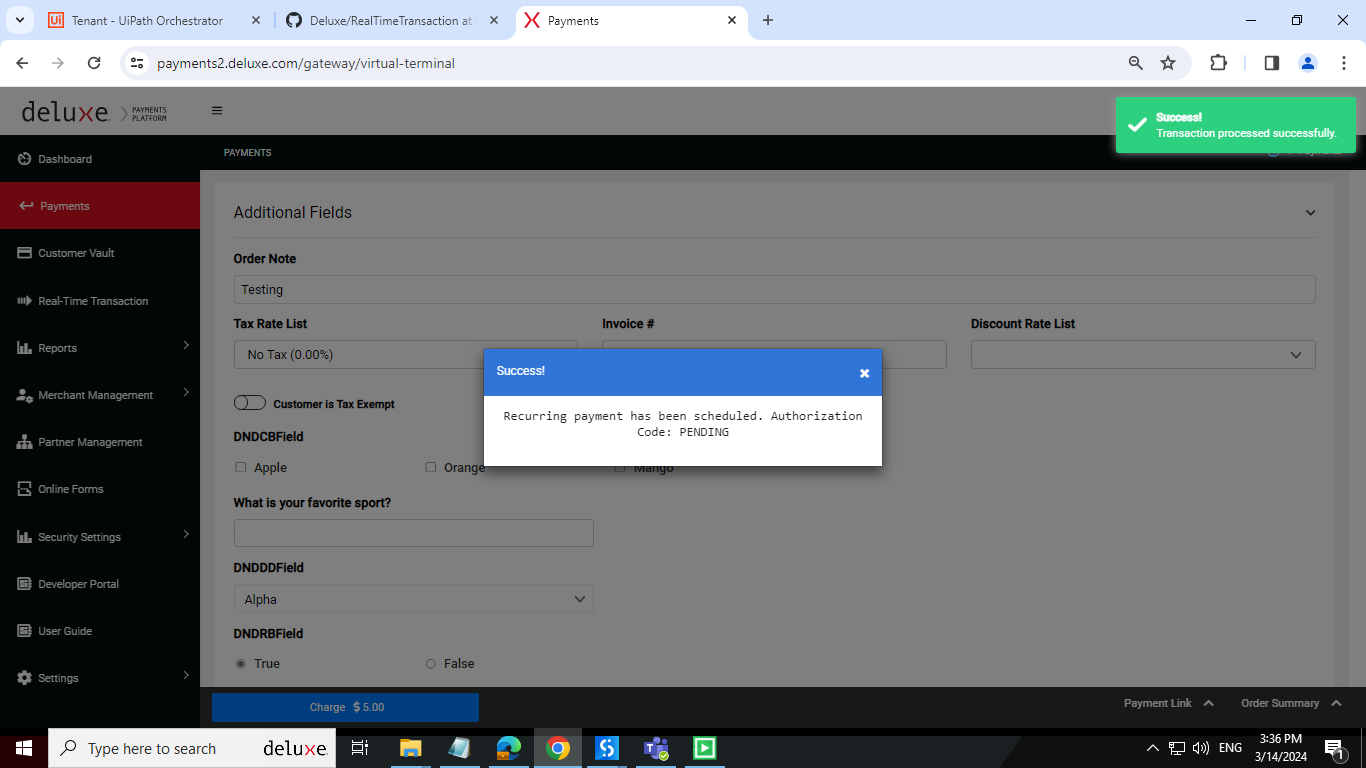 Tenant - UiPath Orchestrator
Deluxe/RealTimeTransaction at
Payments
payments2.deluxe.com/gateway/virtual-terminal
deluxe. PAYMENTS
PLATFORM
Success!
Transaction processed successfully.
PAYMENTS
Dashboard
Payments
Customer Vault
Real-Time Transaction
Reports
Merchant Management
Partner Management
Online Forms
Security Settings
Developer Portal
User Guide
Settings
Additional Fields
Order Note
Testing
Tax Rate List
Invoice #
Discount Rate List
No Tax (0.00%)
Success!
Recurring payment has been scheduled. Authorization
Code: PENDING
Customer is Tax Exempt
DNDCBField
Apple
Orange
Mango
What is your favorite sport?
DNDDDField
Alpha
DNDRBField
True
False
Charge $ 5.00
Payment Link
Order Summary
Type here to search
deluxe.
ENG
3:36 PM
3/14/2024
1